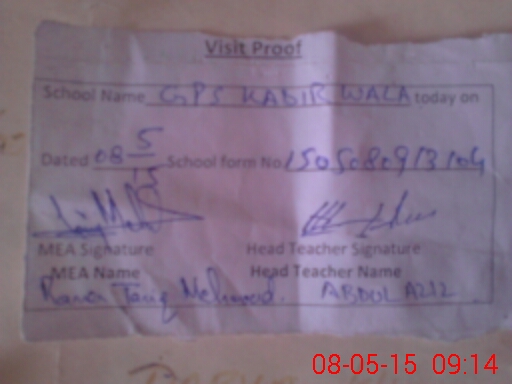 Visit Proof
School Name GPS KABIR WALA today on
Dated 08 5/15 School form No
MEA Signature Head Teacher Signature
MEA Name Head Teacher Name
Rana Tariq Mehmood. ABDUL AZIZ
08-05-15 09:14